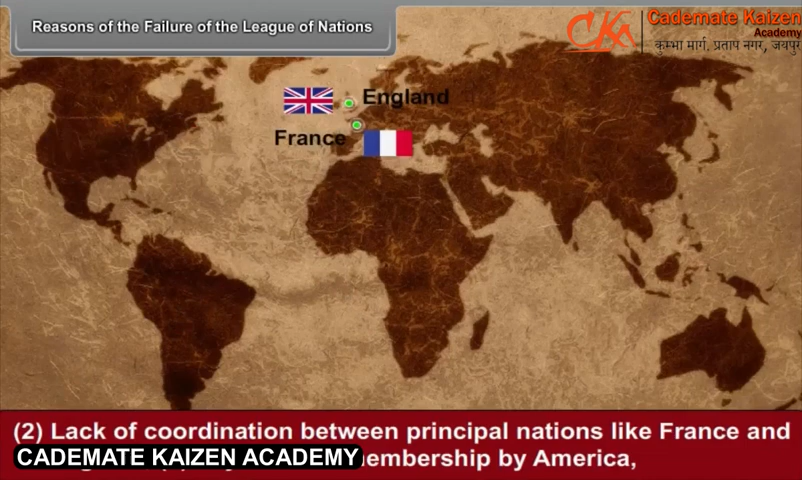 Reasons of the Failure of the League of Nations
CKA
Cademate Kaizen
Academy
कुम्भा मार्ग, प्रताप नगर, जयपुर
England
France
(2) Lack of coordination between principal nations like France and
CADEMATE KAIZEN ACADEMY
membership by America,